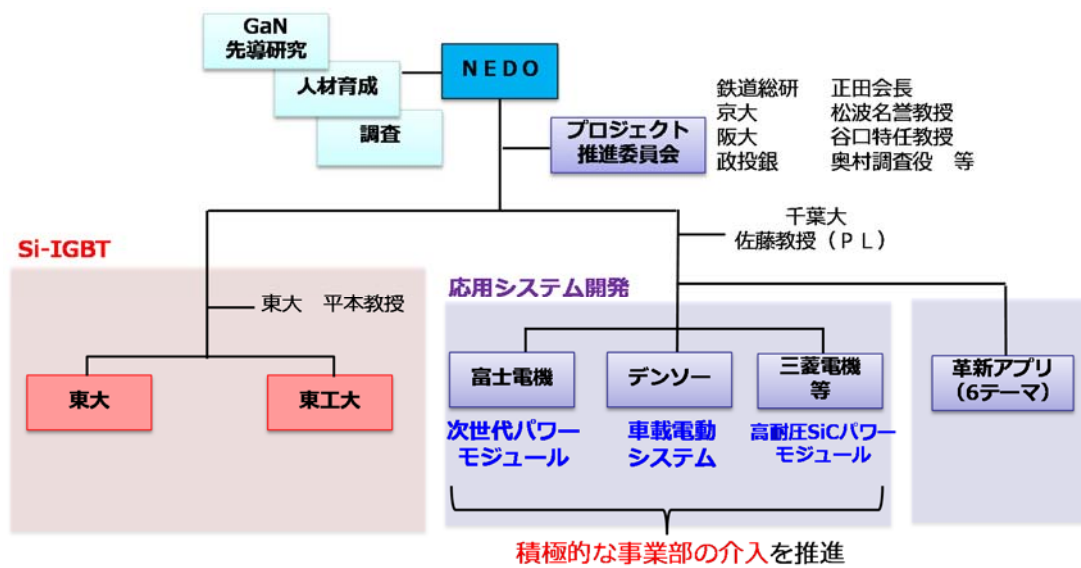 GaN
先導研究
人材育成
調査
ＮＥＤＯ
プロジェクト
推進委員会
鉄道総研　正田会長
京大　松波名誉教授
阪大　谷口特任教授
政投銀　奥村調査役　等
千葉大
佐藤教授（ＰＬ）
Si-IGBT
東大　平本教授
東大
東工大
応用システム開発
富士電機
次世代パワー
モジュール
デンソー
車載電動
システム
三菱電機
等
高耐圧SiCパワー
モジュール
革新アプリ
（6テーマ）
積極的な事業部の介入を推進